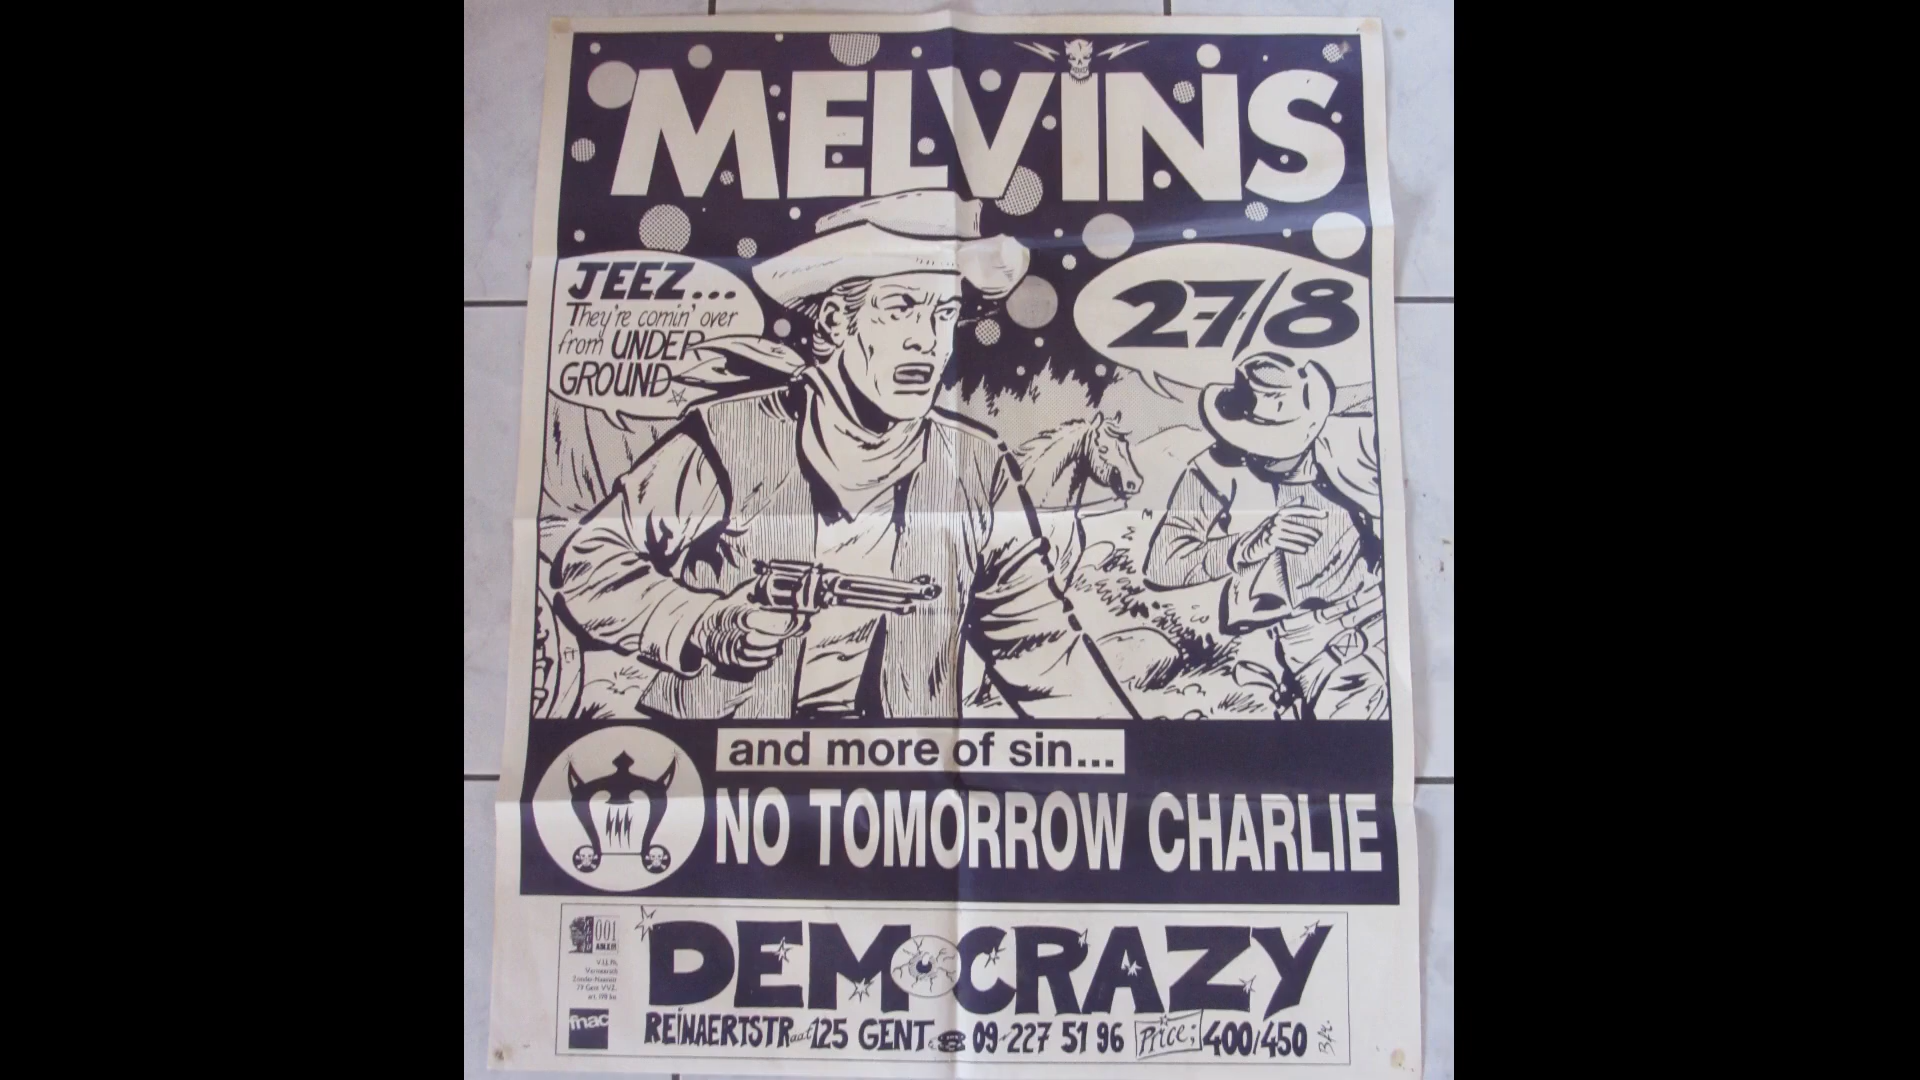 MELVINS
JEEZ...
They're comin' over
from UNDER
GROUND
27/8
and more of sin...
NO TOMORROW CHARLIE
001
DEMOCRAZY
fnac
REINAERTSTRaat 125 GENT ☎ 09-227 51 96 Price; 400/450